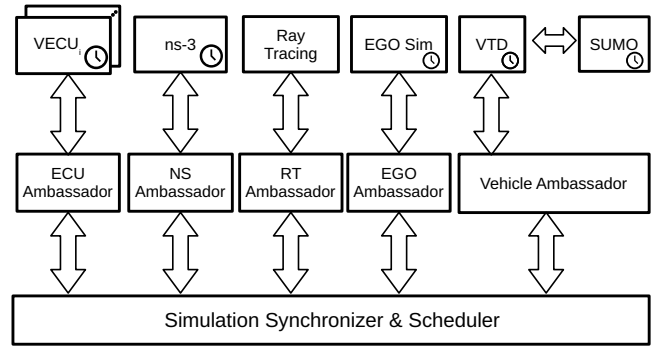 VECU i
ns-3
Ray
Tracing
EGO Sim
VTD
SUMO
ECU
Ambassador
NS
Ambassador
RT
Ambassador
EGO
Ambassador
Vehicle Ambassador
Simulation Synchronizer & Scheduler